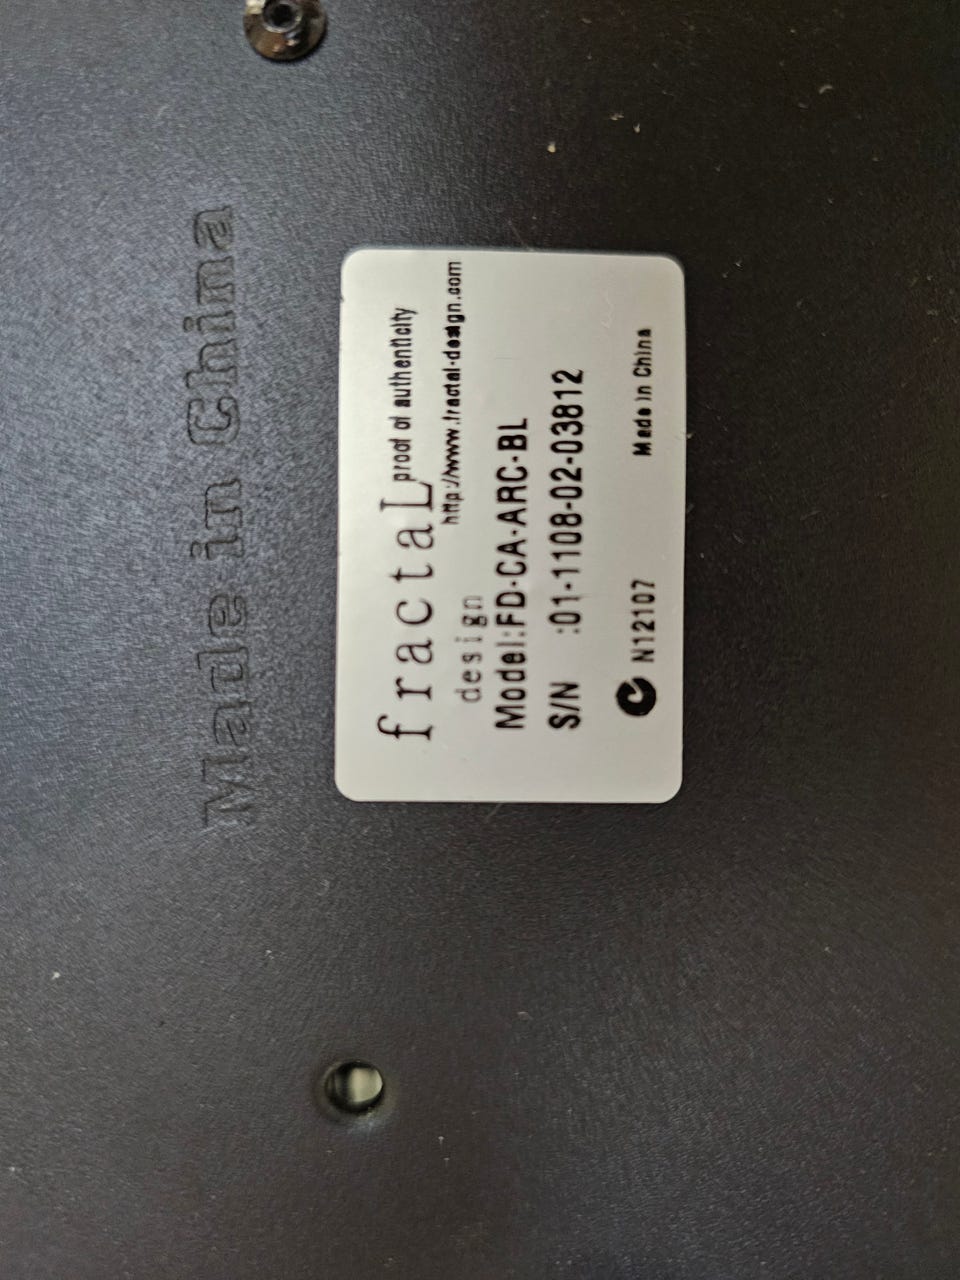 Made in China
fractaL proof of authenticity
design http://www.fractal-design.com
Model:FD-CA-ARC-BL
S/N :01-1108-02-03812
N12107 Made in China